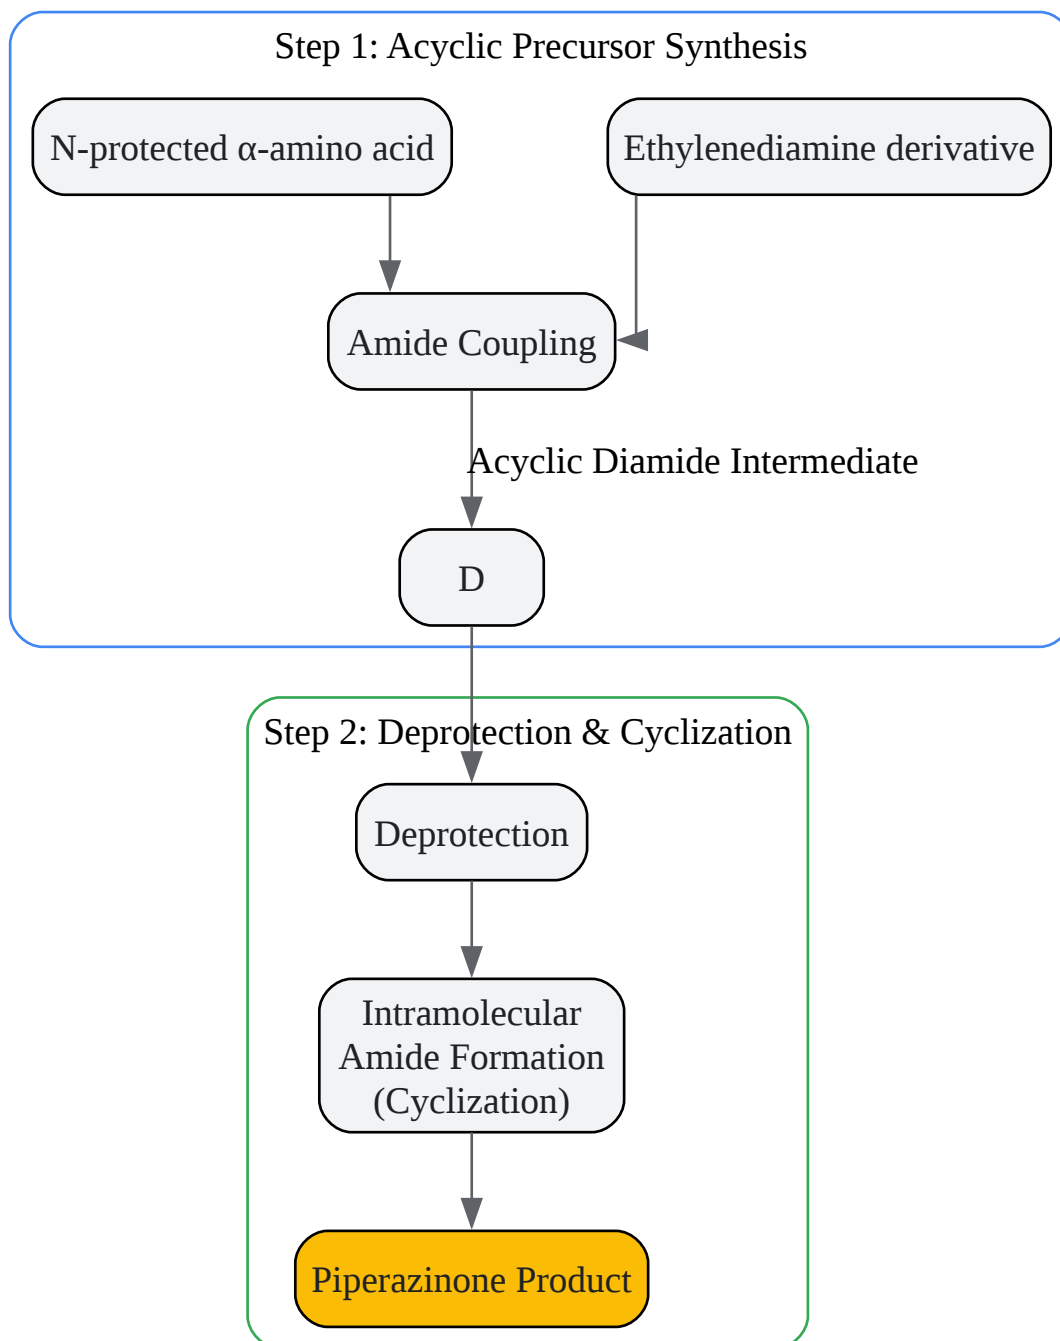 Step 1: Acyclic Precursor Synthesis
N-protected α-amino acid
Ethylenediamine derivative
Amide Coupling
Acyclic Diamide Intermediate
D
Step 2: Deprotection & Cyclization
Deprotection
Intramolecular
Amide Formation
(Cyclization)
Piperazinone Product